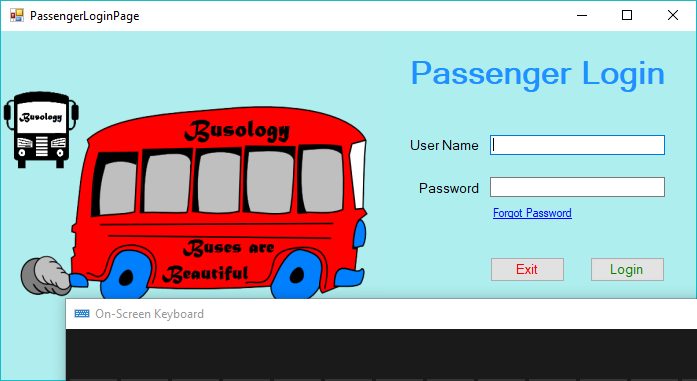 PassengerLoginPage
Passenger Login
Busology
Busology
User Name
Password
Forgot Password
Buses are
Beautiful
Exit
Login
On-Screen Keyboard